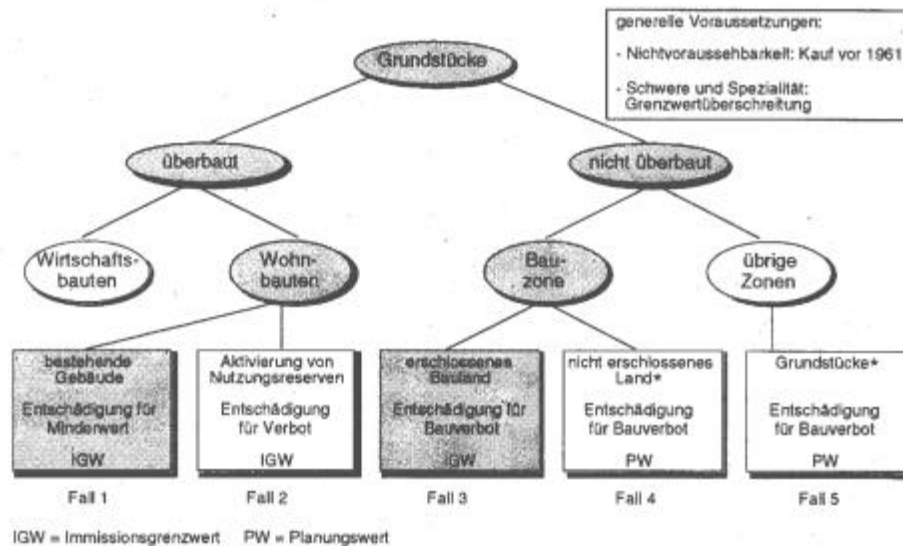 generelle Voraussetzungen:
- Nichtvoraussehbarkeit: Kauf vor 1961
- Schwere und Spezialität:
Grenzwertüberschreitung
Grundstücke
überbaut
nicht überbaut
Wirtschafts-
bauten
Wohn-
bauten
Bau-
zone
übrige
Zonen
bestehende
Gebäude
Entschädigung für
Minderwert
IGW
Aktivierung von
Nutzungsreserven
Entschädigung
für Verbot
IGW
erschlossenes
Bauland
Entschädigung für
Bauverbot
IGW
nicht erschlossenes
Land*
Entschädigung
für Bauverbot
PW
Grundstücke*
Entschädigung
für Bauverbot
PW
Fall 1
Fall 2
Fall 3
Fall 4
Fall 5
IGW = Immissionsgrenzwert PW = Planungswert